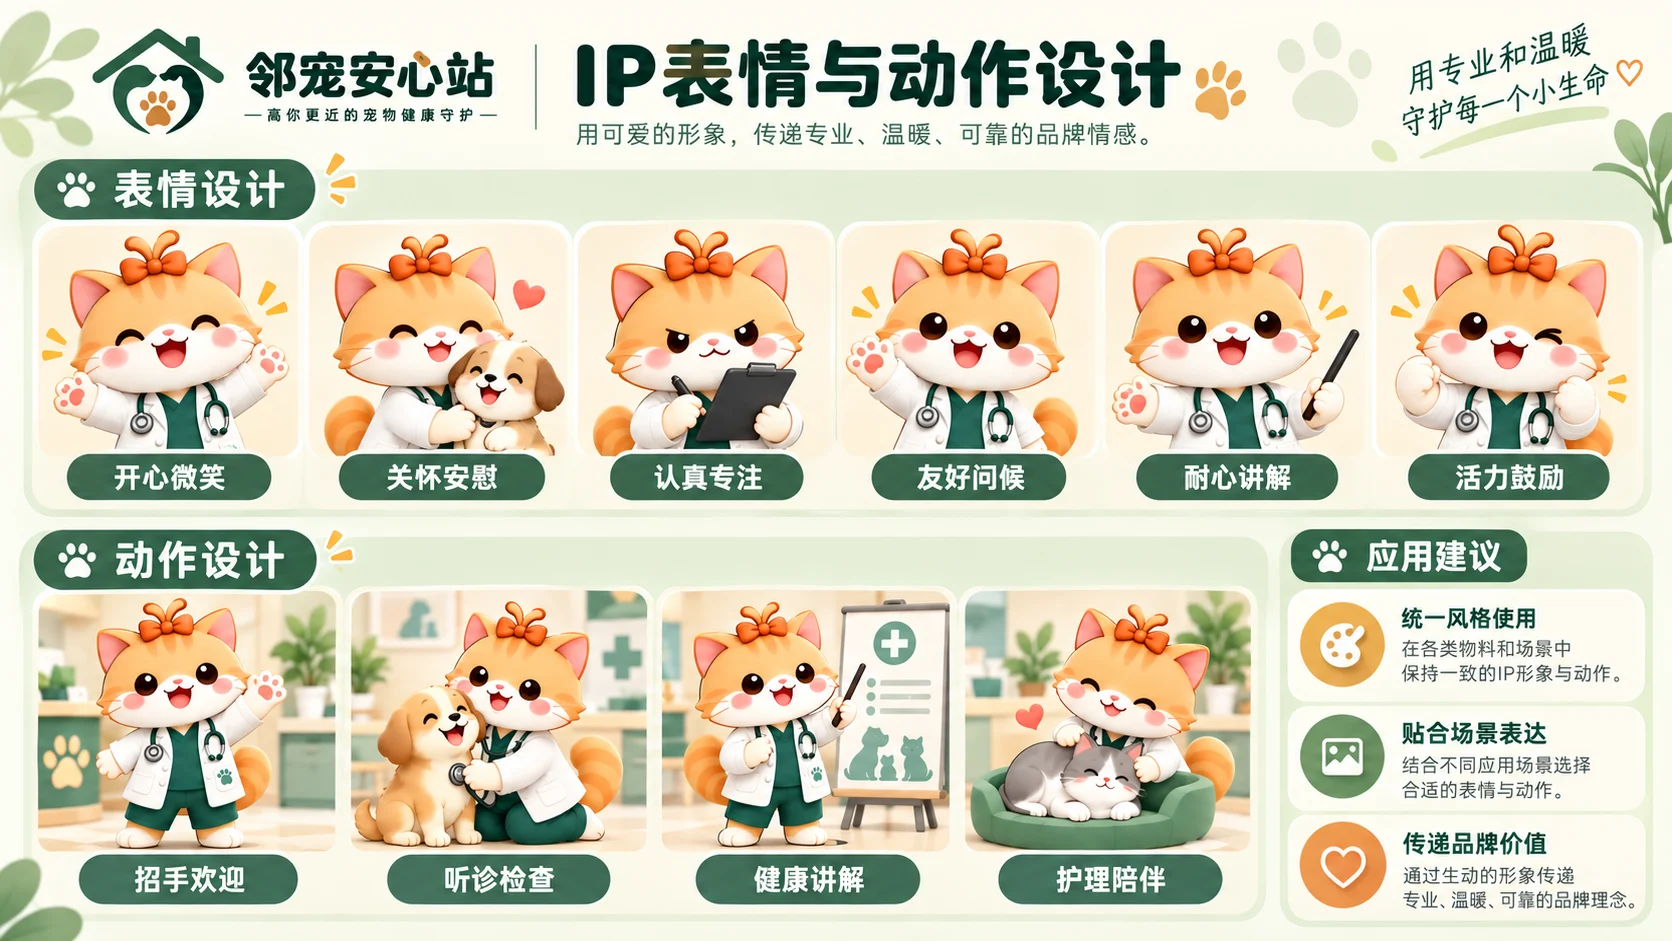 邻宠安心站
高你更近的宠物健康守护
IP表情与动作设计
用可爱的形象，传递专业、温暖、可靠的品牌情感。
用专业和温暖
守护每一个小生命
表情设计
开心微笑
关怀安慰
认真专注
友好问候
耐心讲解
活力鼓励
动作设计
招手欢迎
听诊检查
健康讲解
护理陪伴
应用建议
统一风格使用
在各类物料和场景中
保持一致的IP形象与动作。
贴合场景表达
结合不同应用场景选择
合适的表情与动作。
传递品牌价值
通过生动的形象传递
专业、温暖、可靠的品牌理念。